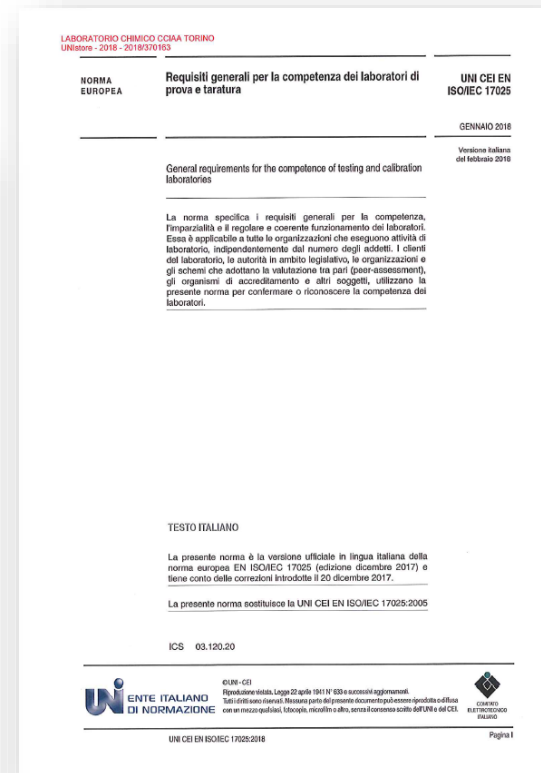 LABORATORIO CHIMICO CCIAA TORINO
UNIstore - 2018 - 2018/370163
NORMA
EUROPEA
Requisiti generali per la competenza dei laboratori di
prova e taratura
UNI CEI EN
ISO/IEC 17025
GENNAIO 2018
Versione italiana
del febbraio 2018
General requirements for the competence of testing and calibration
laboratories
La norma specifica i requisiti generali per la competenza,
l'imparzialità e il regolare e coerente funzionamento dei laboratori.
Essa è applicabile a tutte le organizzazioni che eseguono attività di
laboratorio, indipendentemente dal numero degli addetti. I clienti
del laboratorio, le autorità in ambito legislativo, le organizzazioni e
gli schemi che adottano la valutazione tra pari (peer-assessment),
gli organismi di accreditamento e altri soggetti, utilizzano la
presente norma per confermare o riconoscere la competenza dei
laboratori.
TESTO ITALIANO
La presente norma è la versione ufficiale in lingua italiana della
norma europea EN ISO/IEC 17025 (edizione dicembre 2017) e
tiene conto delle correzioni introdotte il 20 dicembre 2017.
La presente norma sostituisce la UNI CEI EN ISO/IEC 17025:2005
ICS 03.120.20
UNI
ENTE ITALIANO
DI NORMAZIONE
©UNI - CEI
Riproduzione vietata. Legge 22 aprile 1941 N° 633 e successivi aggiornamenti.
Tutti i diritti sono riservati. Nessuna parte del presente documento può essere riprodotta o diffusa
con un mezzo qualsiasi, fotocopie, microfilm o altro, senza il consenso scritto dell'UNI e del CEI.
COMITATO
ELETTROTECNICO
ITALIANO
UNI CEI EN ISO/IEC 17025:2018
Pagina I